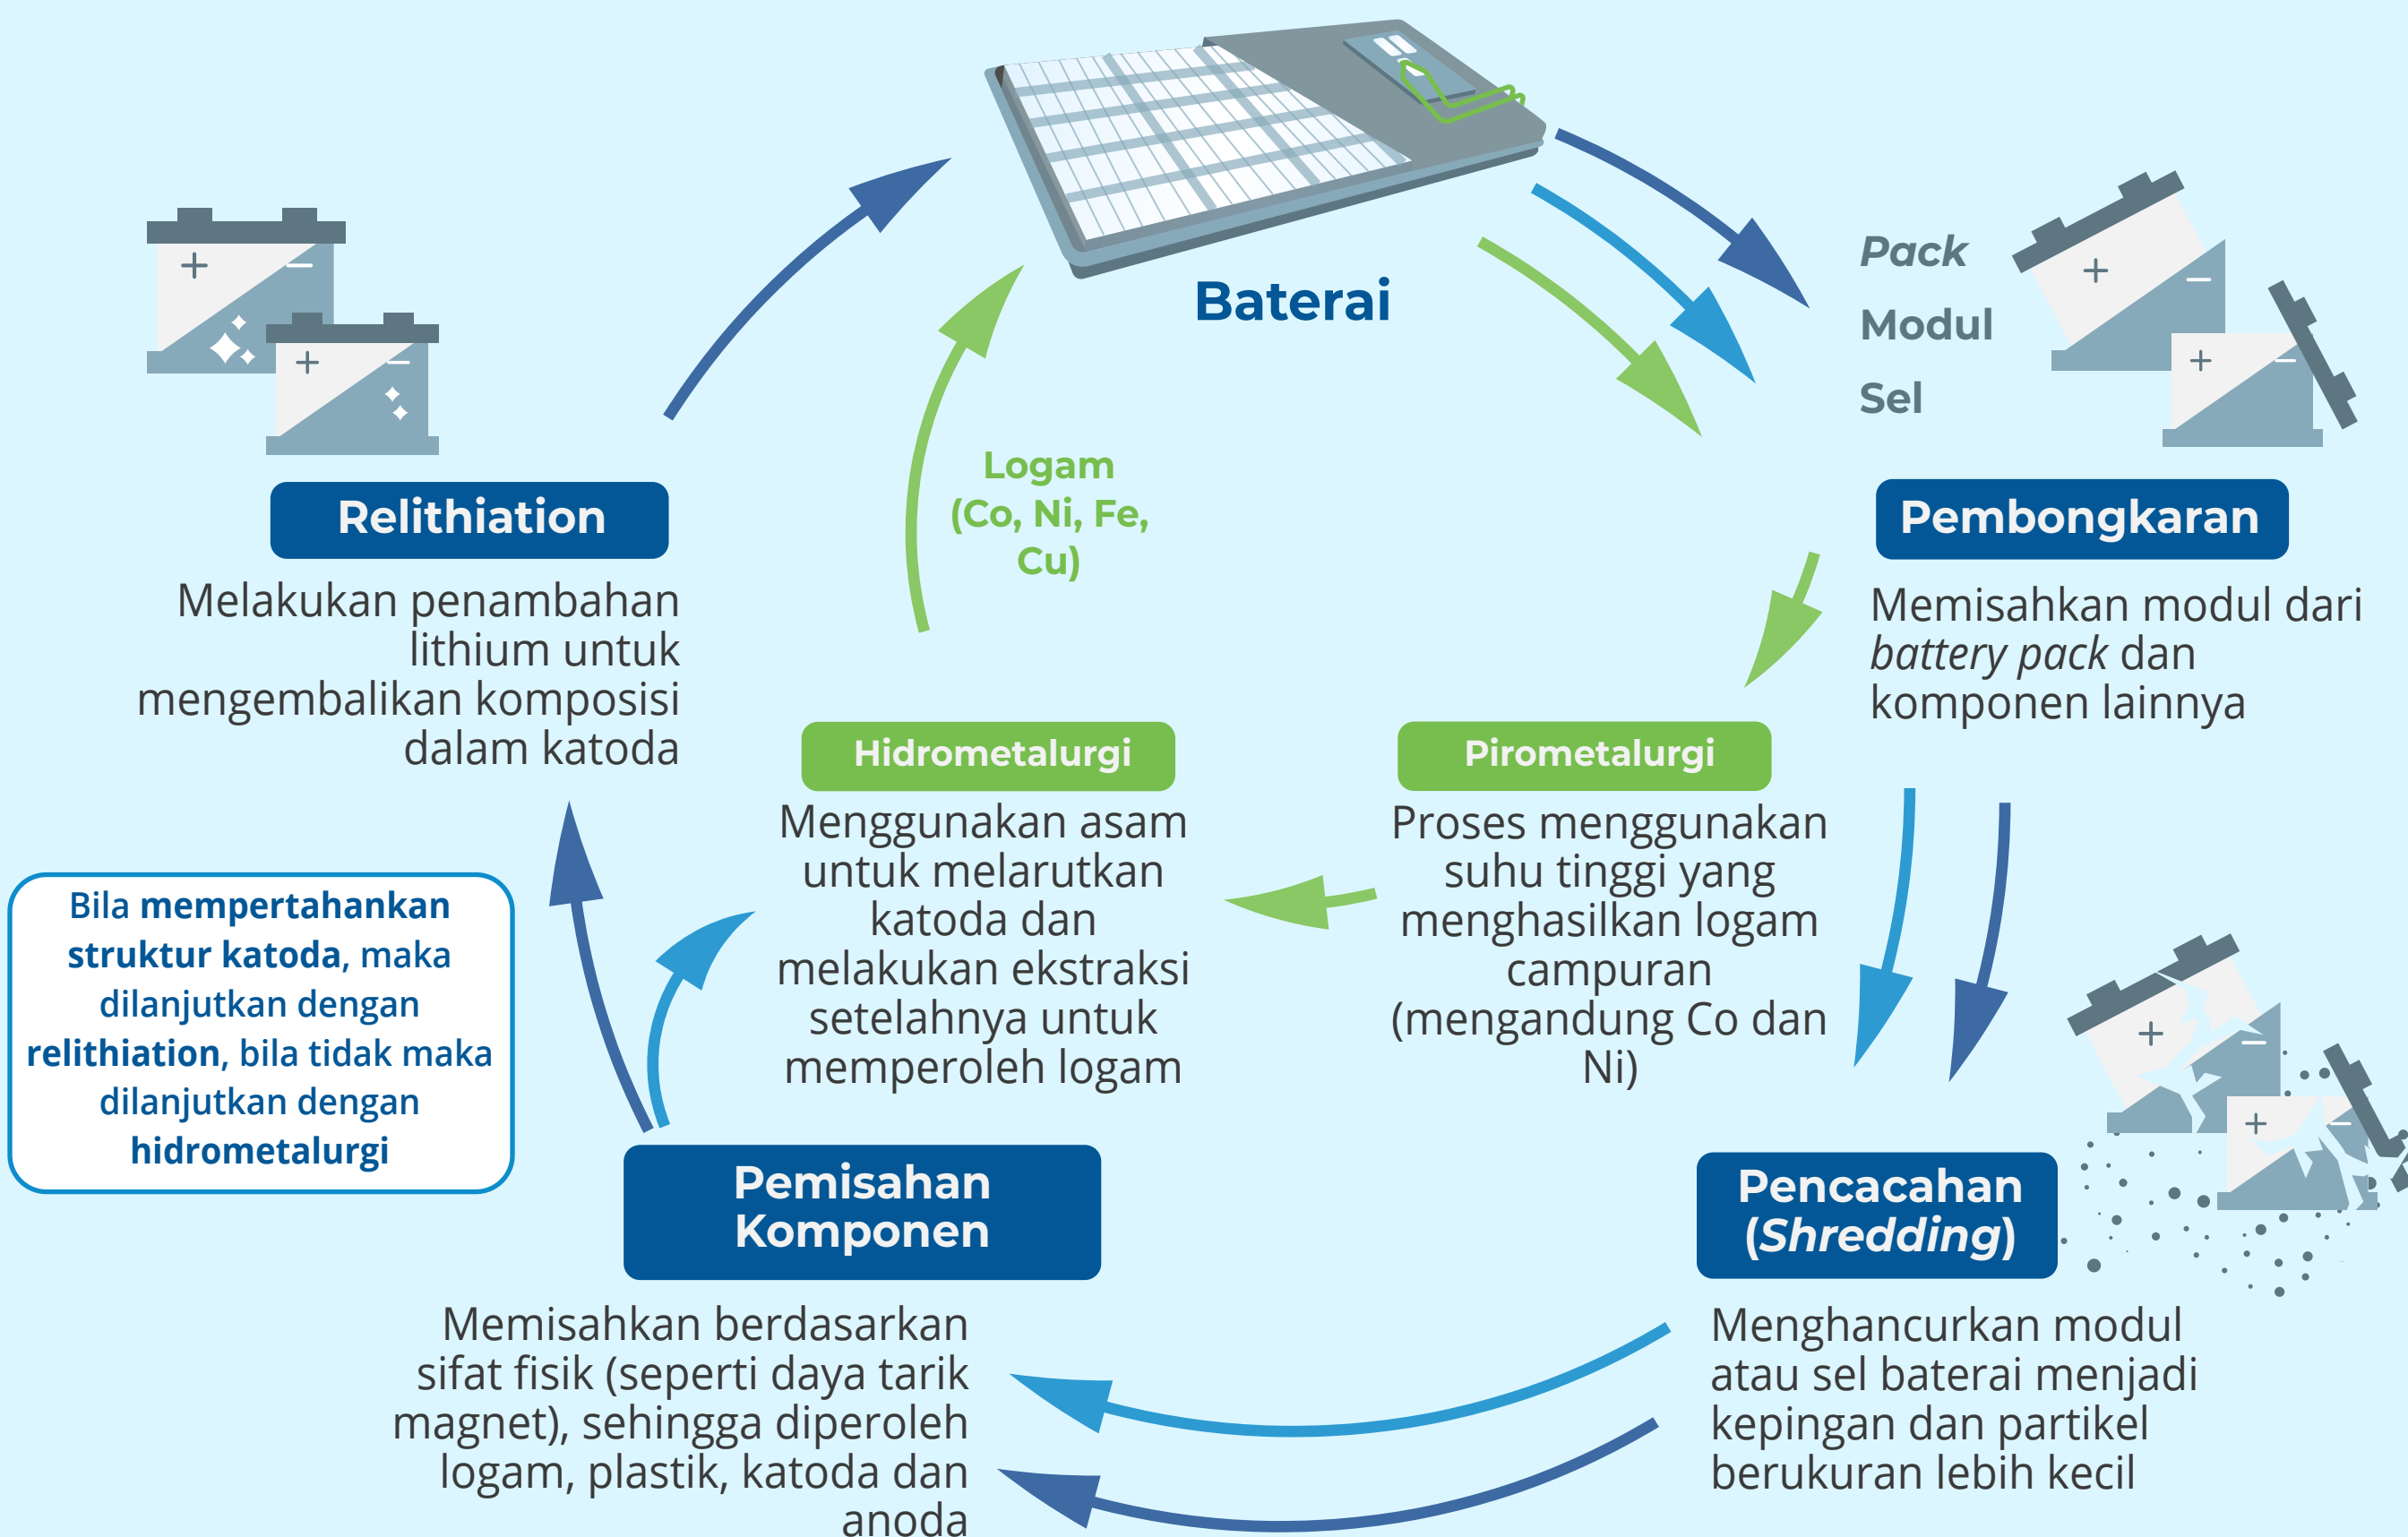 Baterai
Pack
Modul
Sel
Pembongkaran
Memisahkan modul dari
battery pack dan
komponen lainnya
Logam
(Co, Ni, Fe,
Cu)
Relithiation
Melakukan penambahan
lithium untuk
mengembalikan komposisi
dalam katoda
Hidrometalurgi
Menggunakan asam
untuk melarutkan
katoda dan
melakukan ekstraksi
setelahnya untuk
memperoleh logam
Pirometalurgi
Proses menggunakan
suhu tinggi yang
menghasilkan logam
campuran
(mengandung Co dan
Ni)
Bila mempertahankan
struktur katoda, maka
dilanjutkan dengan
relithiation, bila tidak maka
dilanjutkan dengan
hidrometalurgi
Pemisahan
Komponen
Memisahkan berdasarkan
sifat fisik (seperti daya tarik
magnet), sehingga diperoleh
logam, plastik, katoda dan
anoda
Pencacahan
(Shredding)
Menghancurkan modul
atau sel baterai menjadi
kepingan dan partikel
berukuran lebih kecil